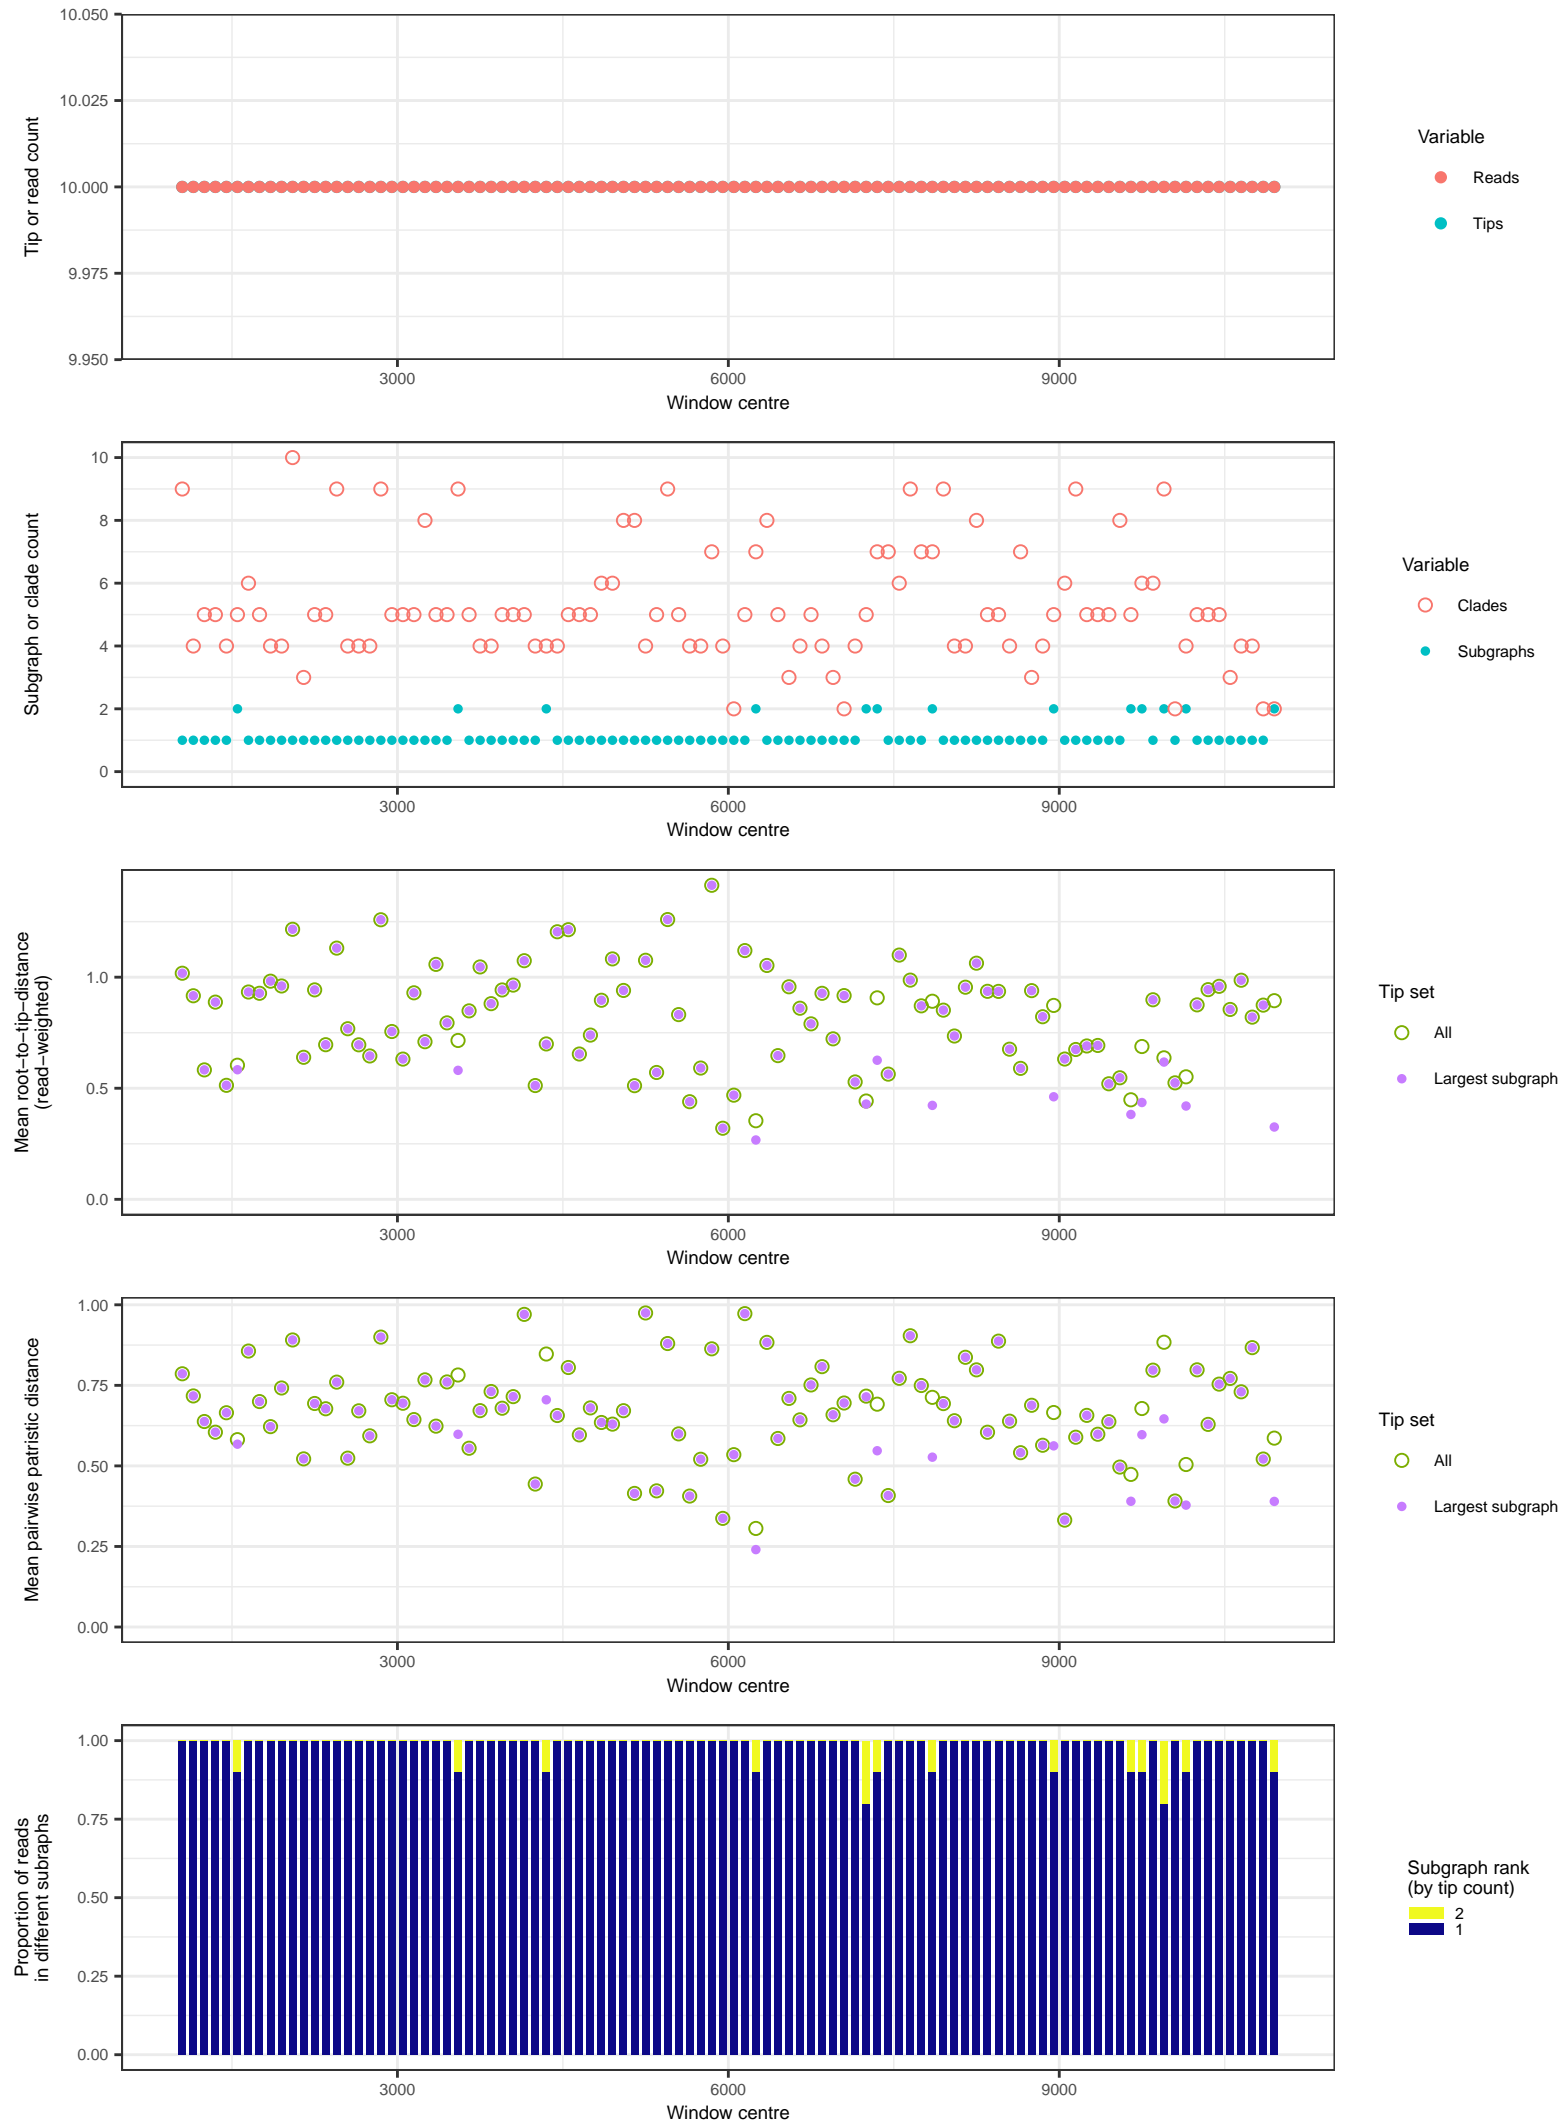 10.050
10.025
10.000
9.975
9.950
Tip or read count
3000
6000
9000
Window centre
Variable
Reads
Tips
10
8
6
4
2
0
Subgraph or clade count
3000
6000
9000
Window centre
Variable
Clades
Subgraphs
1.0
0.5
0.0
Mean root−to−tip−distance
(read−weighted)
3000
6000
9000
Window centre
Tip set
All
Largest subgraph
1.00
0.75
0.50
0.25
0.00
Mean pairwise patristic distance
3000
6000
9000
Window centre
Tip set
All
Largest subgraph
1.00
0.75
0.50
0.25
0.00
Proportion of reads
in different subraphs
3000
6000
9000
Window centre
Subgraph rank
(by tip count)
2
1